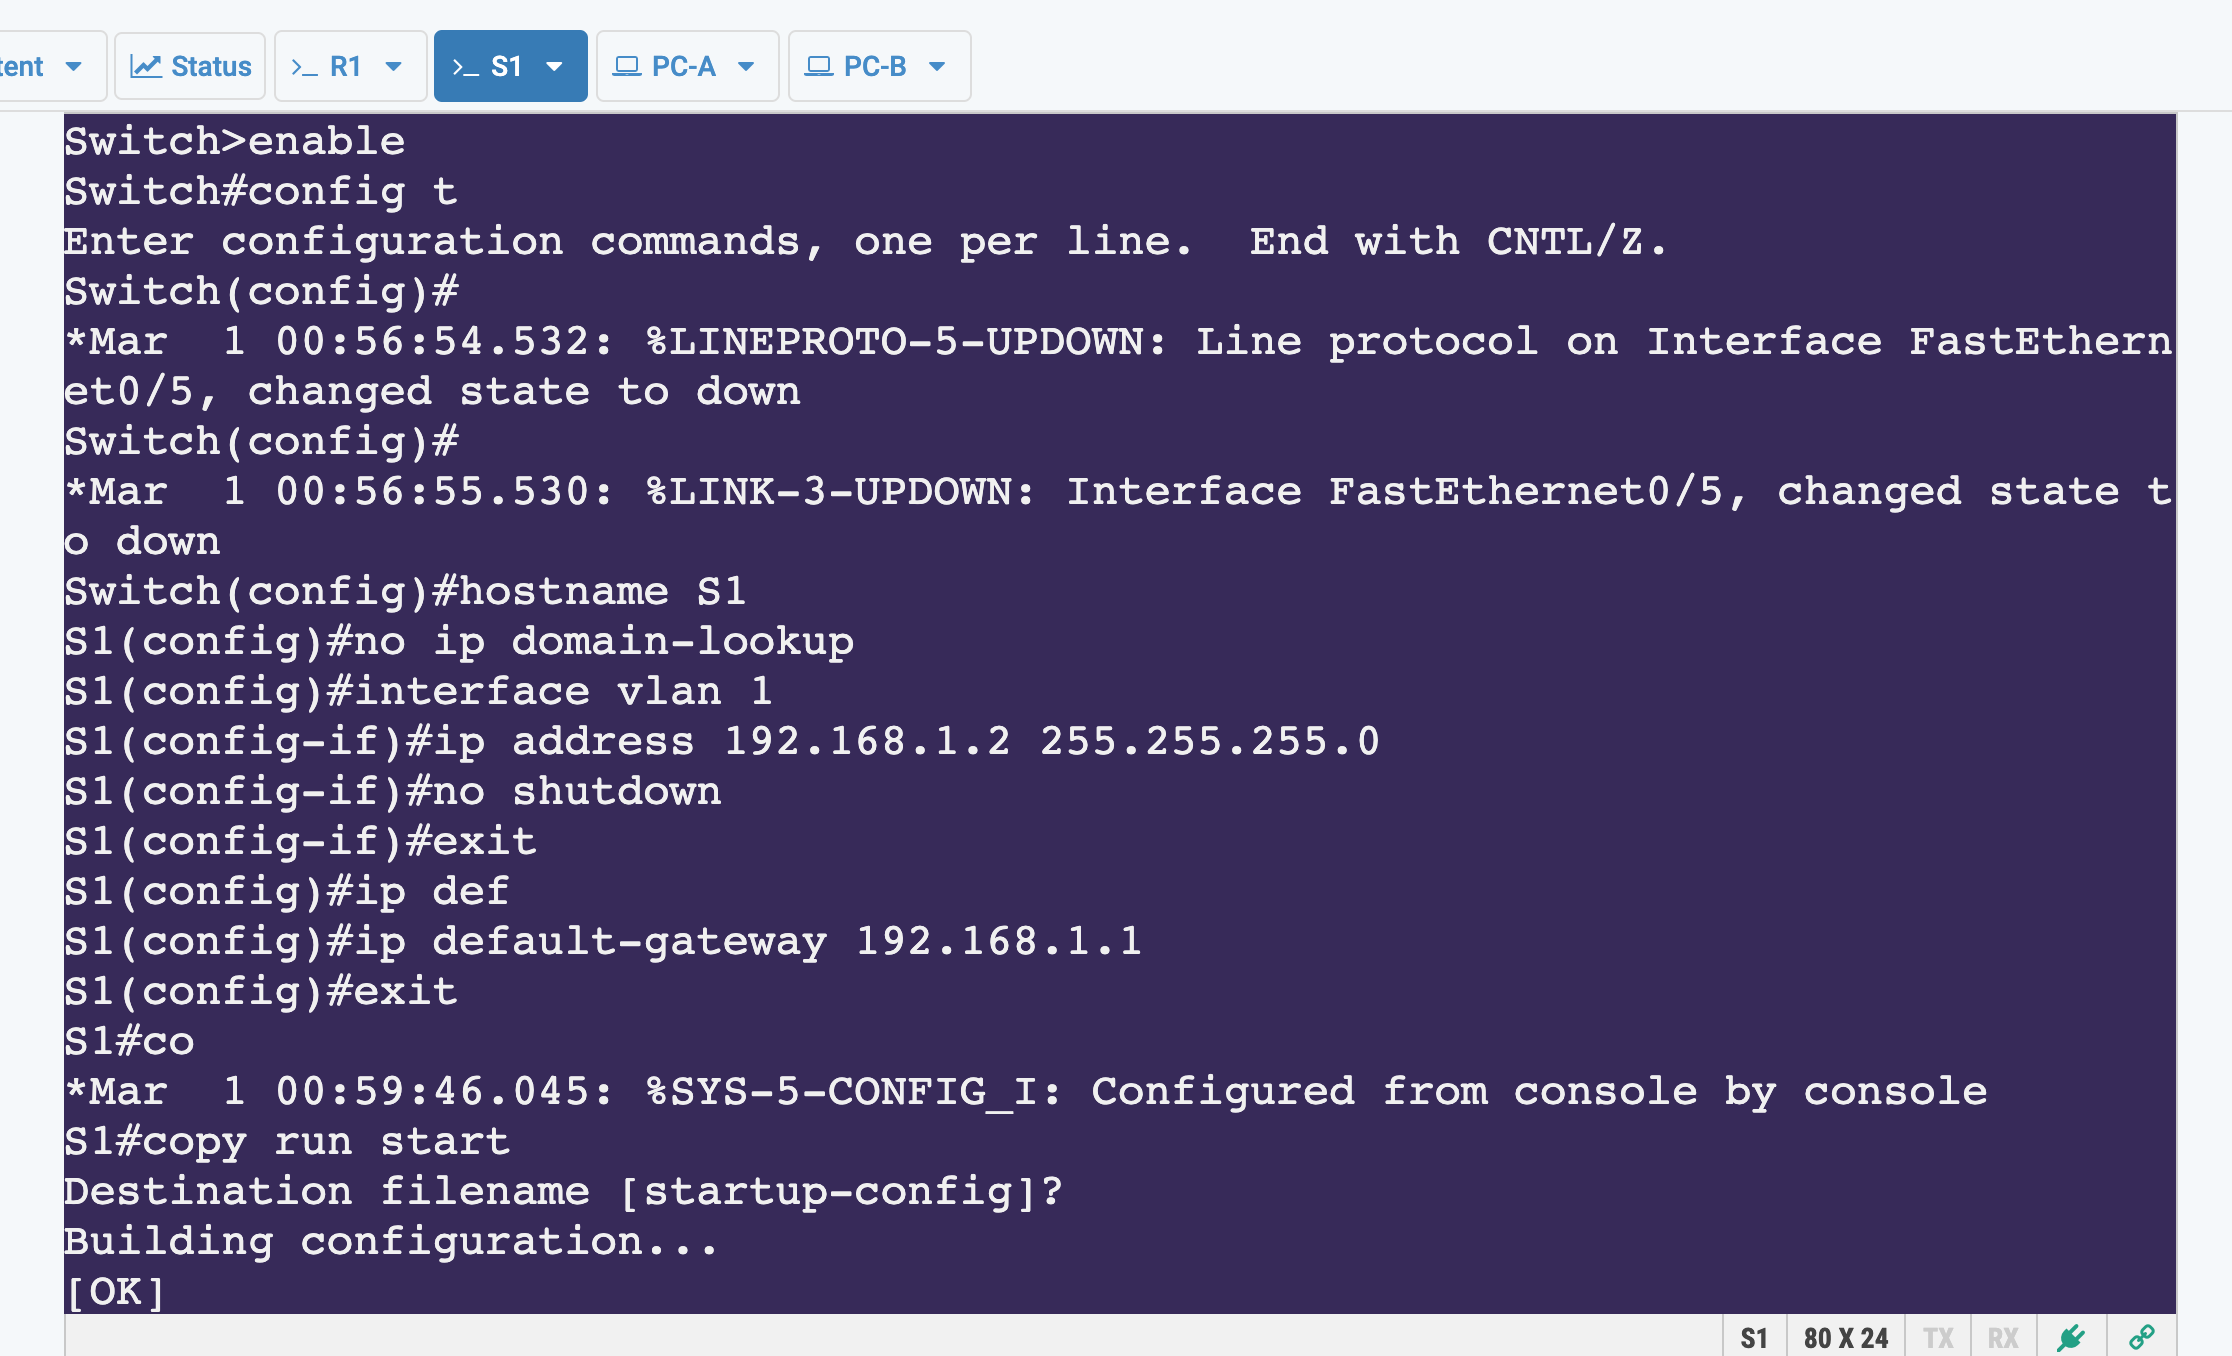 tent
Status
>_ R1
>_ S1
PC-A
PC-B
Switch>enable
Switch#config t
Enter configuration commands, one per line.  End with CNTL/Z.
Switch(config)#
*Mar  1 00:56:54.532: %LINEPROTO-5-UPDOWN: Line protocol on Interface FastEthern
et0/5, changed state to down
Switch(config)#
*Mar  1 00:56:55.530: %LINK-3-UPDOWN: Interface FastEthernet0/5, changed state t
o down
Switch(config)#hostname S1
S1(config)#no ip domain-lookup
S1(config)#interface vlan 1
S1(config-if)#ip address 192.168.1.2 255.255.255.0
S1(config-if)#no shutdown
S1(config-if)#exit
S1(config)#ip def
S1(config)#ip default-gateway 192.168.1.1
S1(config)#exit
S1#co
*Mar  1 00:59:46.045: %SYS-5-CONFIG_I: Configured from console by console
S1#copy run start
Destination filename [startup-config]?
Building configuration...
[OK]
S1 80 X 24 TX RX